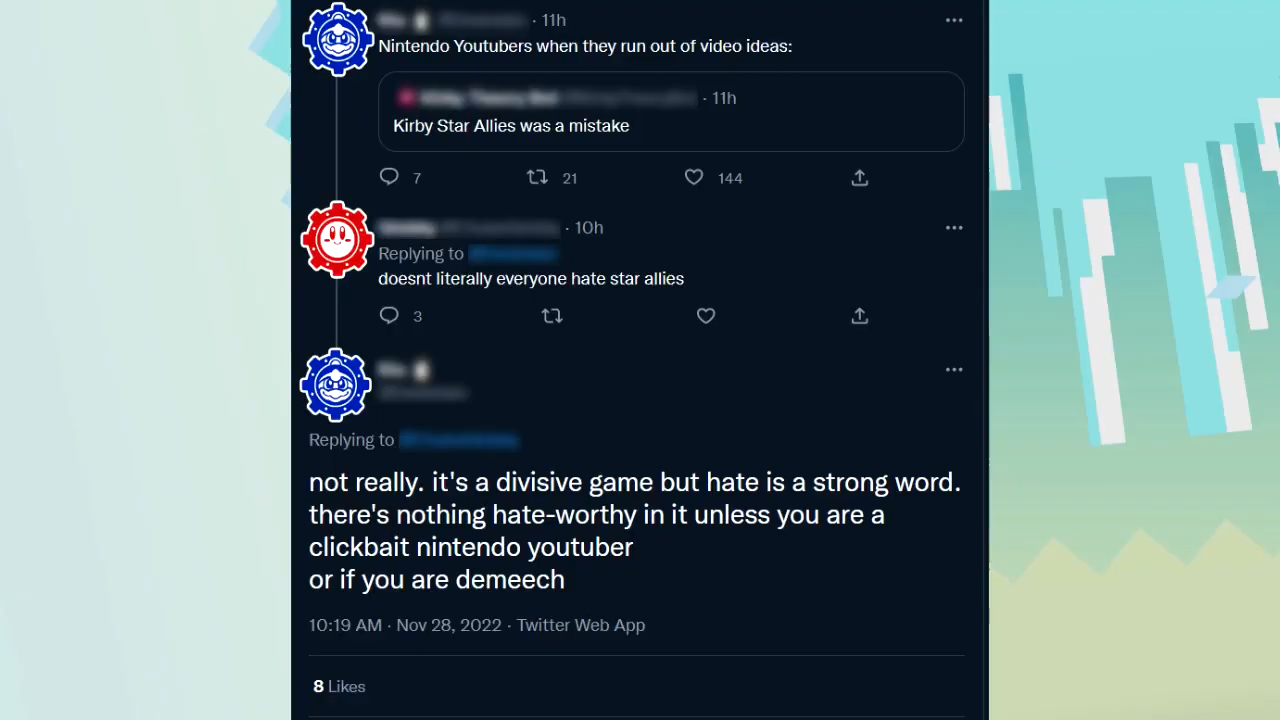 · 11h
Nintendo Youtubers when they run out of video ideas:
· 11h
Kirby Star Allies was a mistake
7 21 144
· 10h
Replying to
doesnt literally everyone hate star allies
3
Replying to
not really. it's a divisive game but hate is a strong word.
there's nothing hate-worthy in it unless you are a
clickbait nintendo youtuber
or if you are demeech
10:19 AM · Nov 28, 2022 · Twitter Web App
8 Likes